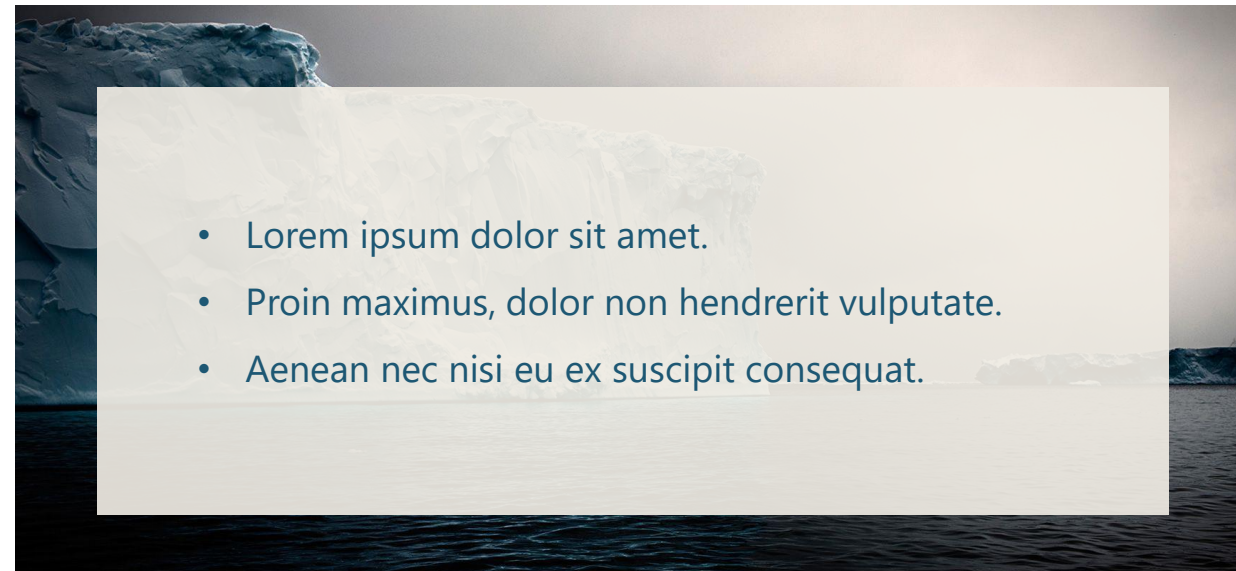 • Lorem ipsum dolor sit amet.
• Proin maximus, dolor non hendrerit vulputate.
• Aenean nec nisi eu ex suscipit consequat.